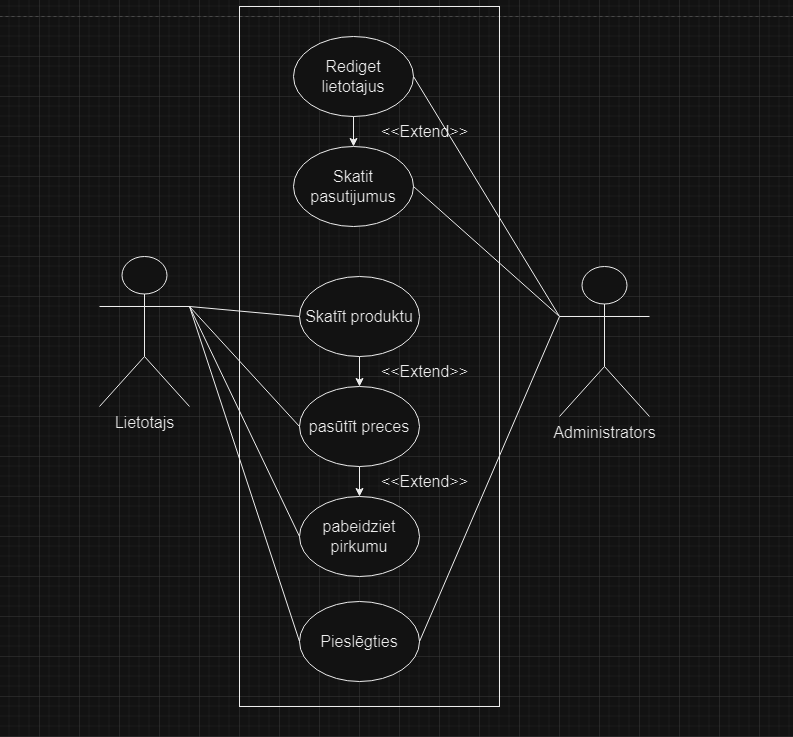 Rediget
lietotajus
<<Extend>>
Skatit
pasutijumus
Skatīt produktu
<<Extend>>
pasūtīt preces
Lietotajs
Administrators
<<Extend>>
pabeidziet
pirkumu
Pieslēgties